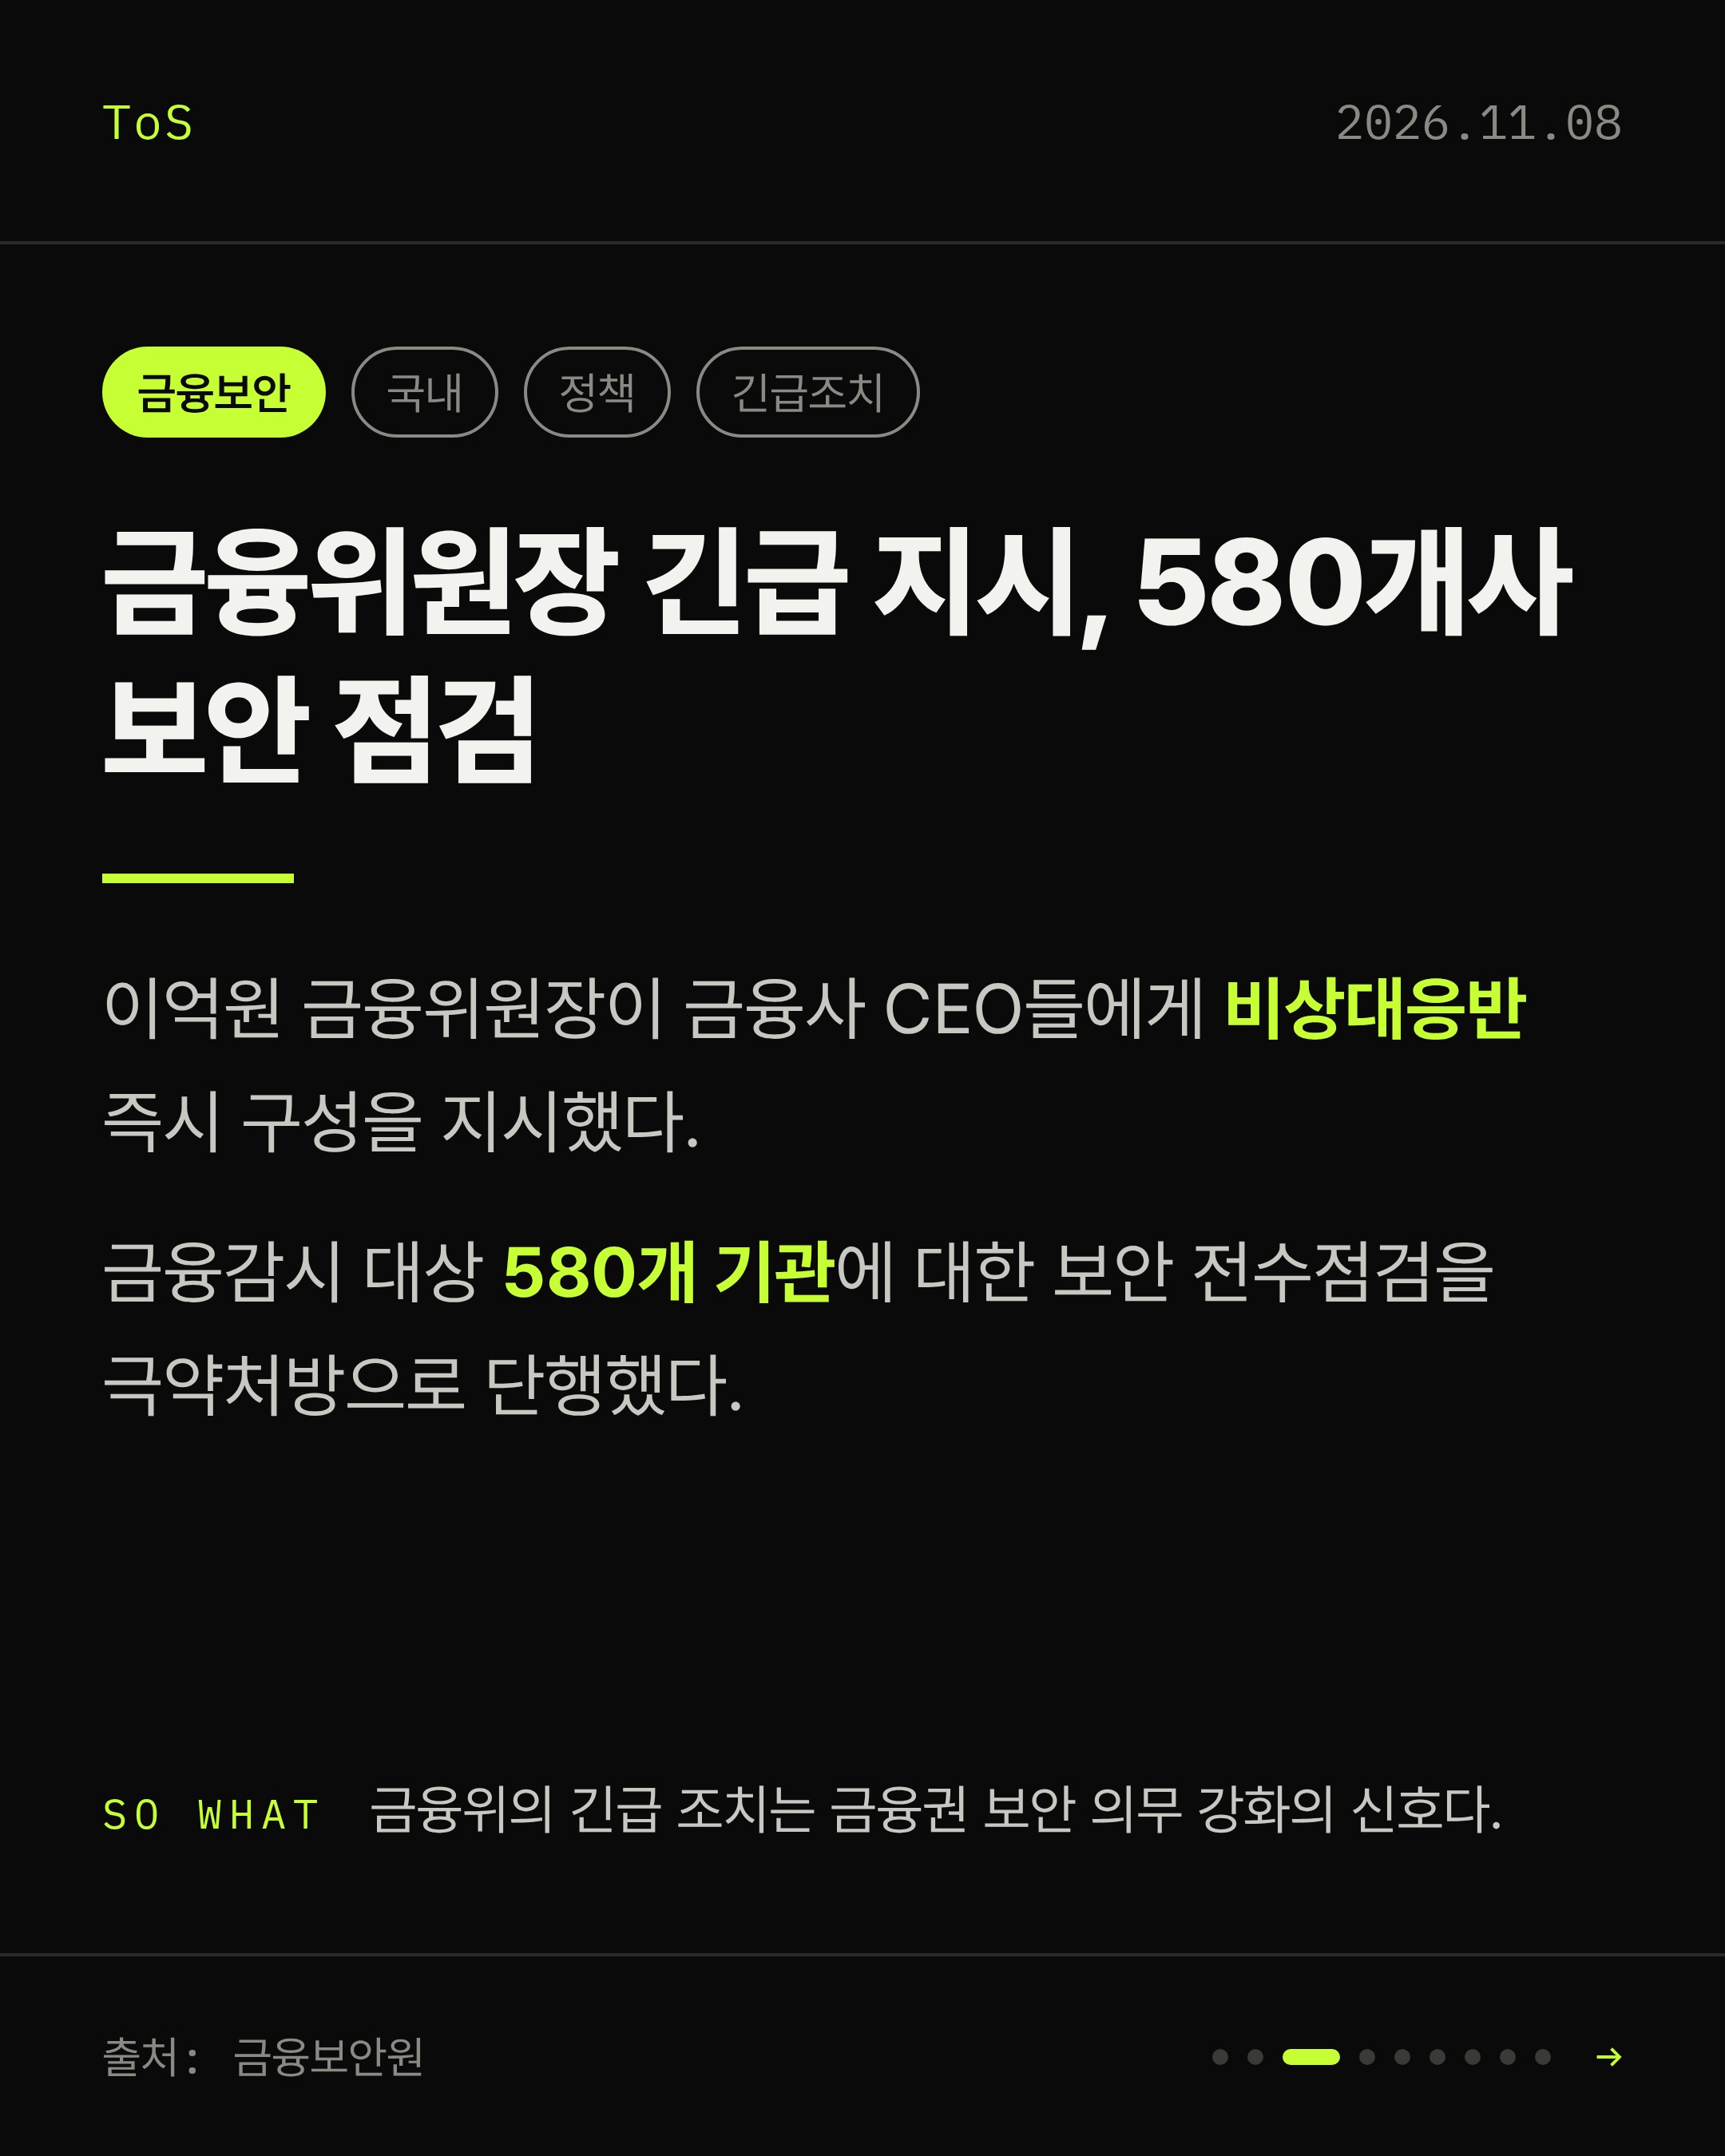 ToS
2026.11.08
금융보안 국내 정책 긴급조치
금융위원장 긴급 지시, 580개사
보안 점검
이억원 금융위원장이 금융사 CEO들에게 비상대응반
즉시 구성을 지시했다.
금융감시 대상 580개 기관에 대한 보안 전수점검을
극약처방으로 단행했다.
SO WHAT 금융위의 긴급 조치는 금융권 보안 의무 강화의 신호다.
출처: 금융보안원
→